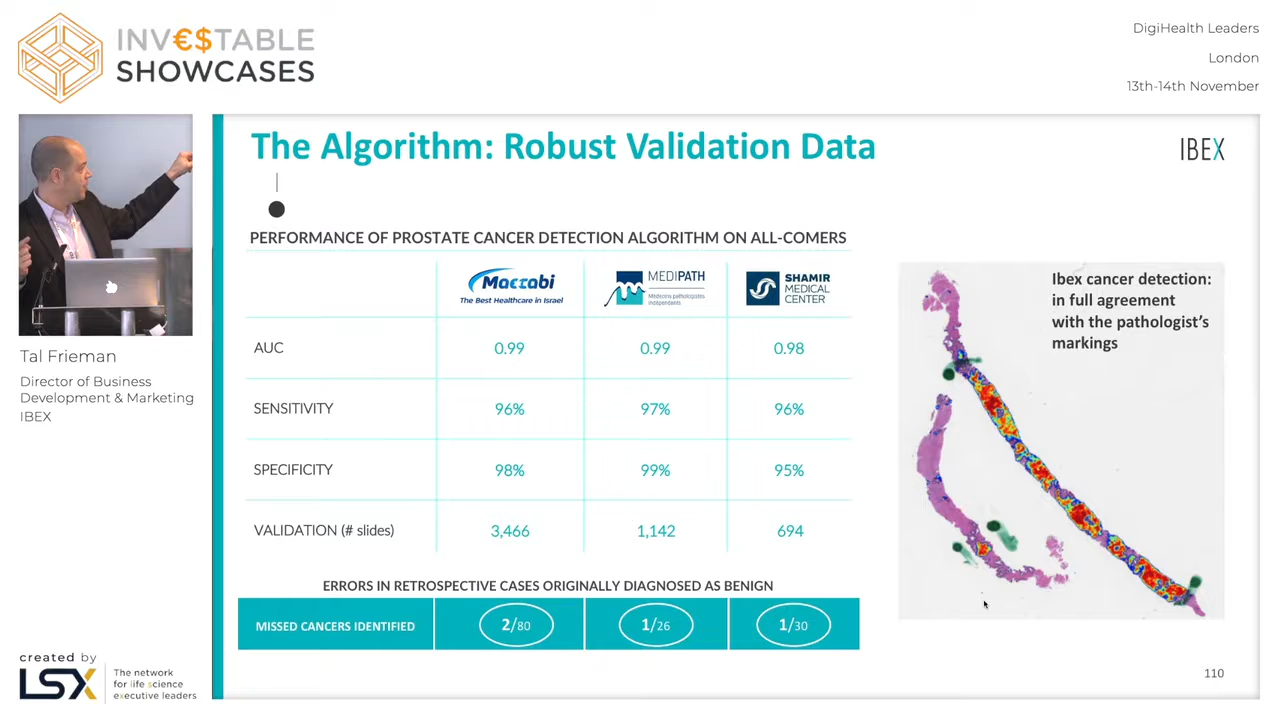 INV€$TABLE
SHOWCASES
DigiHealth Leaders
London
13th-14th November
Tal Frieman
Director of Business
Development & Marketing
IBEX
created by
LSX
The network
for life science
executive leaders
The Algorithm: Robust Validation Data
IBEX
PERFORMANCE OF PROSTATE CANCER DETECTION ALGORITHM ON ALL-COMERS
Maccabi
The Best Healthcare in Israel
MEDIPATH
Médecins pathologistes
indépendants
SHAMIR
MEDICAL
CENTER
AUC 0.99 0.99 0.98
SENSITIVITY 96% 97% 96%
SPECIFICITY 98% 99% 95%
VALIDATION (# slides) 3,466 1,142 694
ERRORS IN RETROSPECTIVE CASES ORIGINALLY DIAGNOSED AS BENIGN
MISSED CANCERS IDENTIFIED 2/80 1/26 1/30
Ibex cancer detection:
in full agreement
with the pathologist's
markings
110